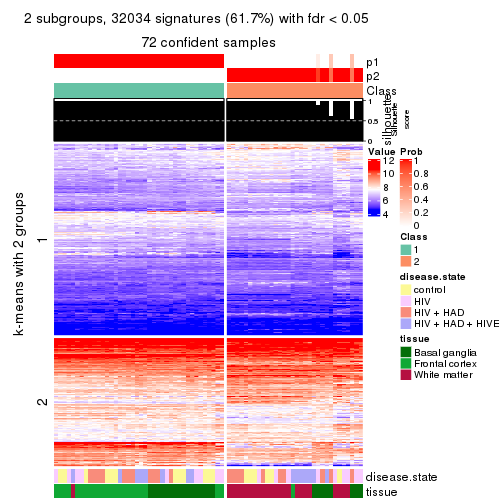 2 subgroups, 32034 signatures (61.7%) with fdr < 0.05
72 confident samples
p1
p2
Class
1
0.5
0
silhouette
Silhouette
score
k-means with 2 groups
1
2
Value
12
10
8
6
4
Prob
1
0.8
0.6
0.4
0.2
0
Class
1
2
disease.state
control
HIV
HIV + HAD
HIV + HAD + HIVE
tissue
Basal ganglia
Frontal cortex
White matter
disease.state
tissue